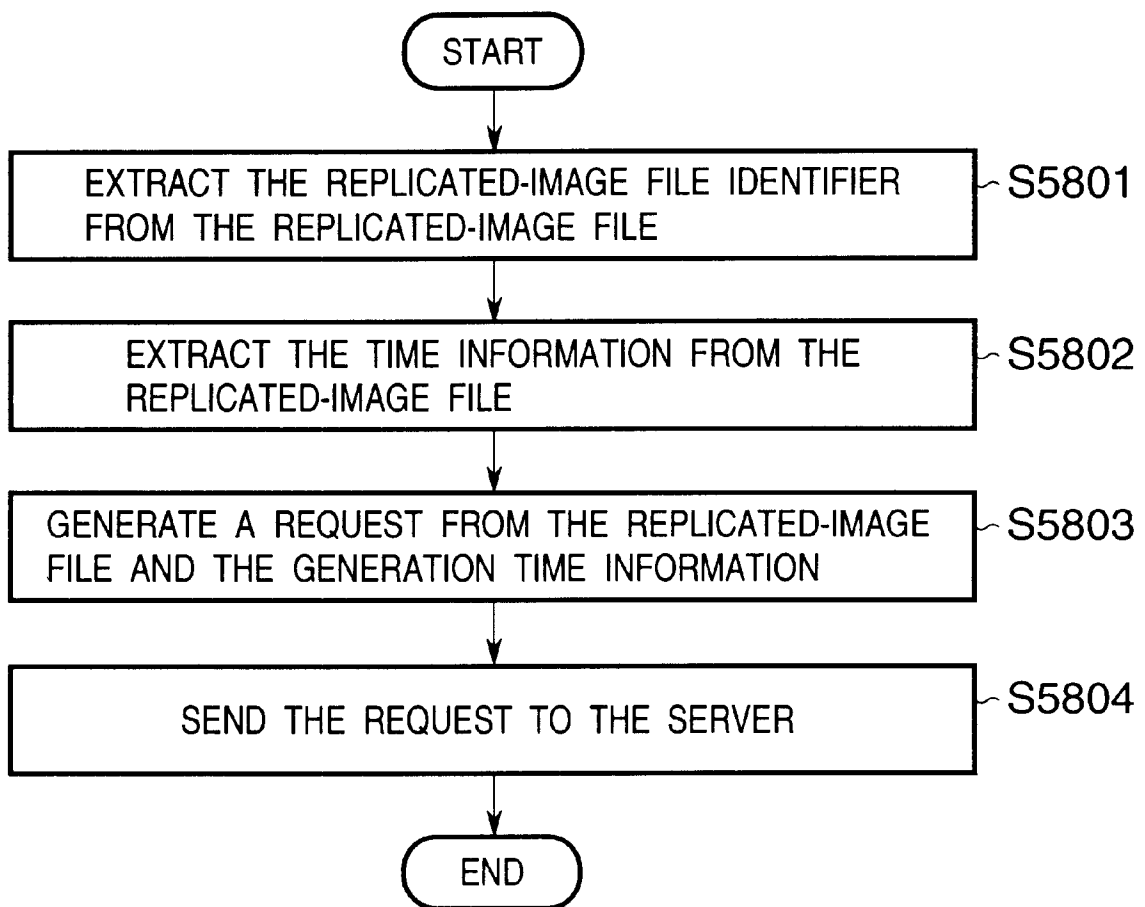 START
EXTRACT THE REPLICATED-IMAGE FILE IDENTIFIER
FROM THE REPLICATED-IMAGE FILE
S5801
EXTRACT THE TIME INFORMATION FROM THE
REPLICATED-IMAGE FILE
S5802
GENERATE A REQUEST FROM THE REPLICATED-IMAGE
FILE AND THE GENERATION TIME INFORMATION
S5803
SEND THE REQUEST TO THE SERVER
S5804
END